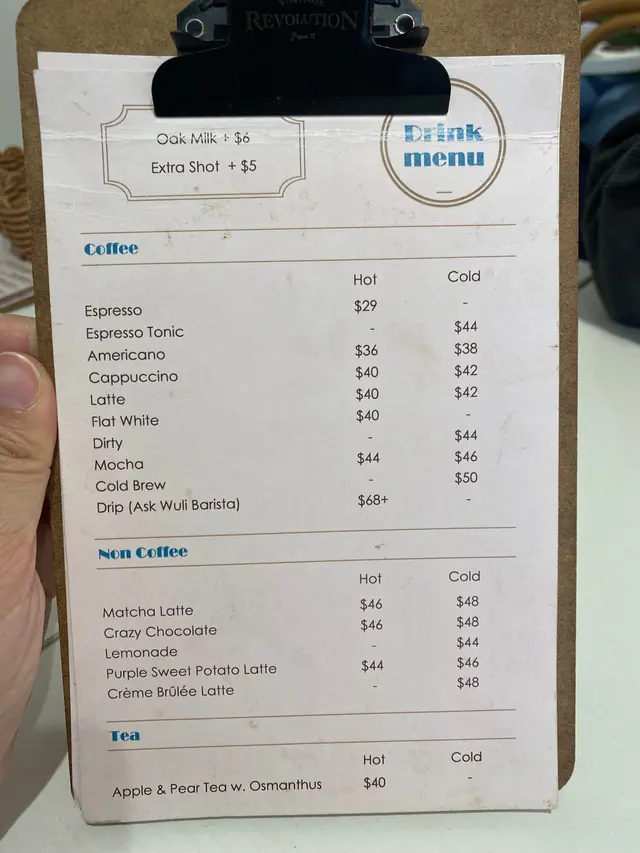 REVOLUTION
Oak Milk + $6
Extra Shot + $5
Drink
menu
Coffee
Hot Cold
Espresso $29 -
Espresso Tonic - $44
Americano $36 $38
Cappuccino $40 $42
Latte $40 $42
Flat White $40 -
Dirty - $44
Mocha $44 $46
Cold Brew - $50
Drip (Ask Wuli Barista) $68+ -
Non Coffee
Hot Cold
Matcha Latte $46 $48
Crazy Chocolate $46 $48
Lemonade - $44
Purple Sweet Potato Latte $44 $46
Crème Brûlée Latte - $48
Tea
Hot Cold
Apple & Pear Tea w. Osmanthus $40 -